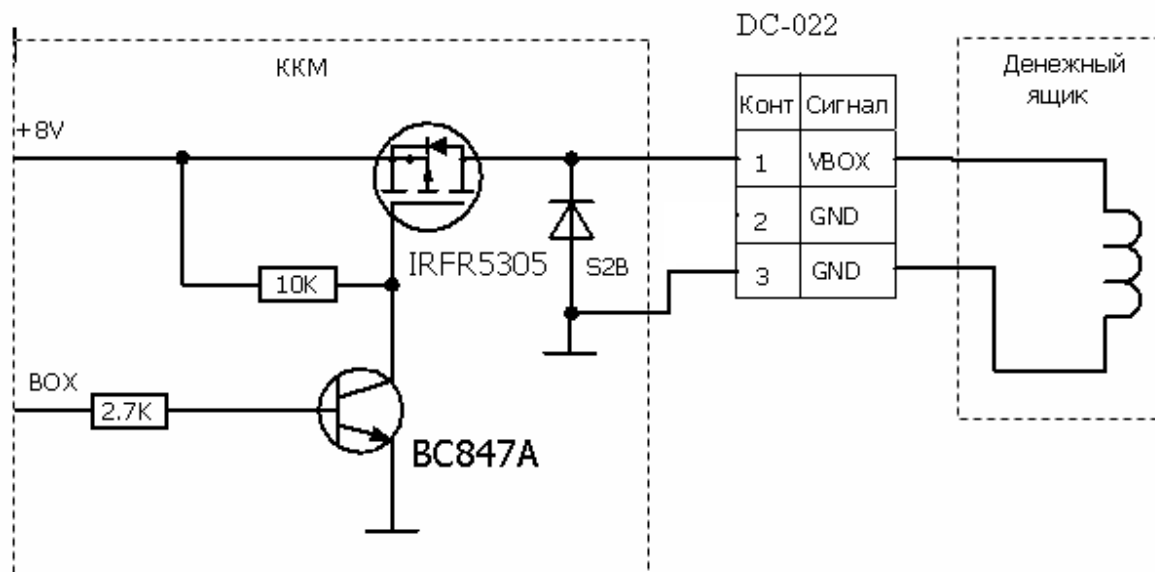 DC-022
ККМ
Денежный
ящик
Конт Сигнал
+8V
1 VBOX
2 GND
IRFR5305
S2B
3 GND
10K
BOX
2.7K
BC847A